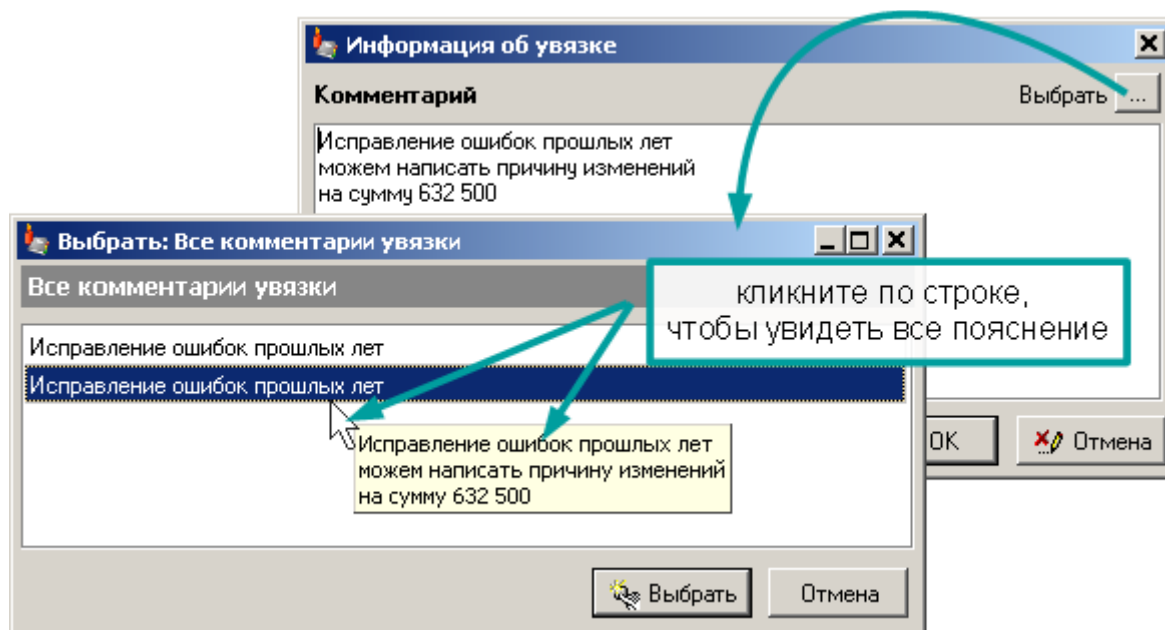 Информация об увязке
Комментарий
Выбрать ...
Исправление ошибок прошлых лет
можем написать причину изменений
на сумму 632 500
Выбрать: Все комментарии увязки
Все комментарии увязки
кликните по строке,
чтобы увидеть все пояснение
Исправление ошибок прошлых лет
Исправление ошибок прошлых лет
Исправление ошибок прошлых лет
можем написать причину изменений
на сумму 632 500
OK
Отмена
Выбрать
Отмена